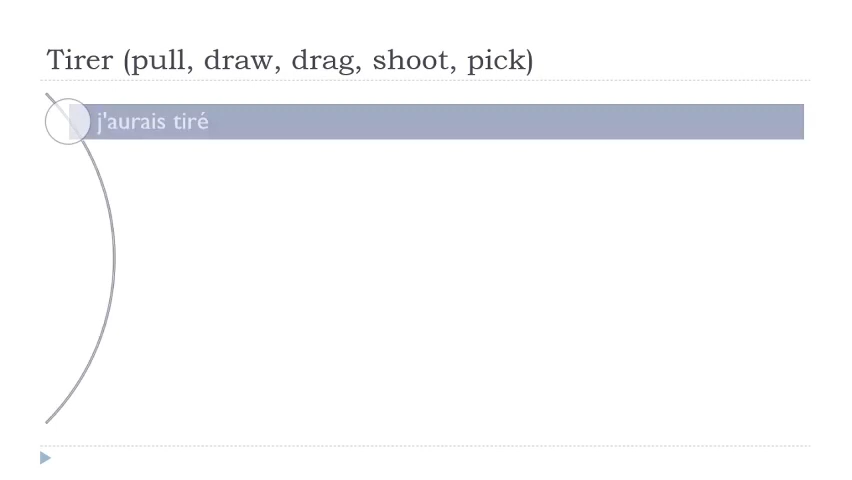 Tirer (pull, draw, drag, shoot, pick)
j'aurais tiré